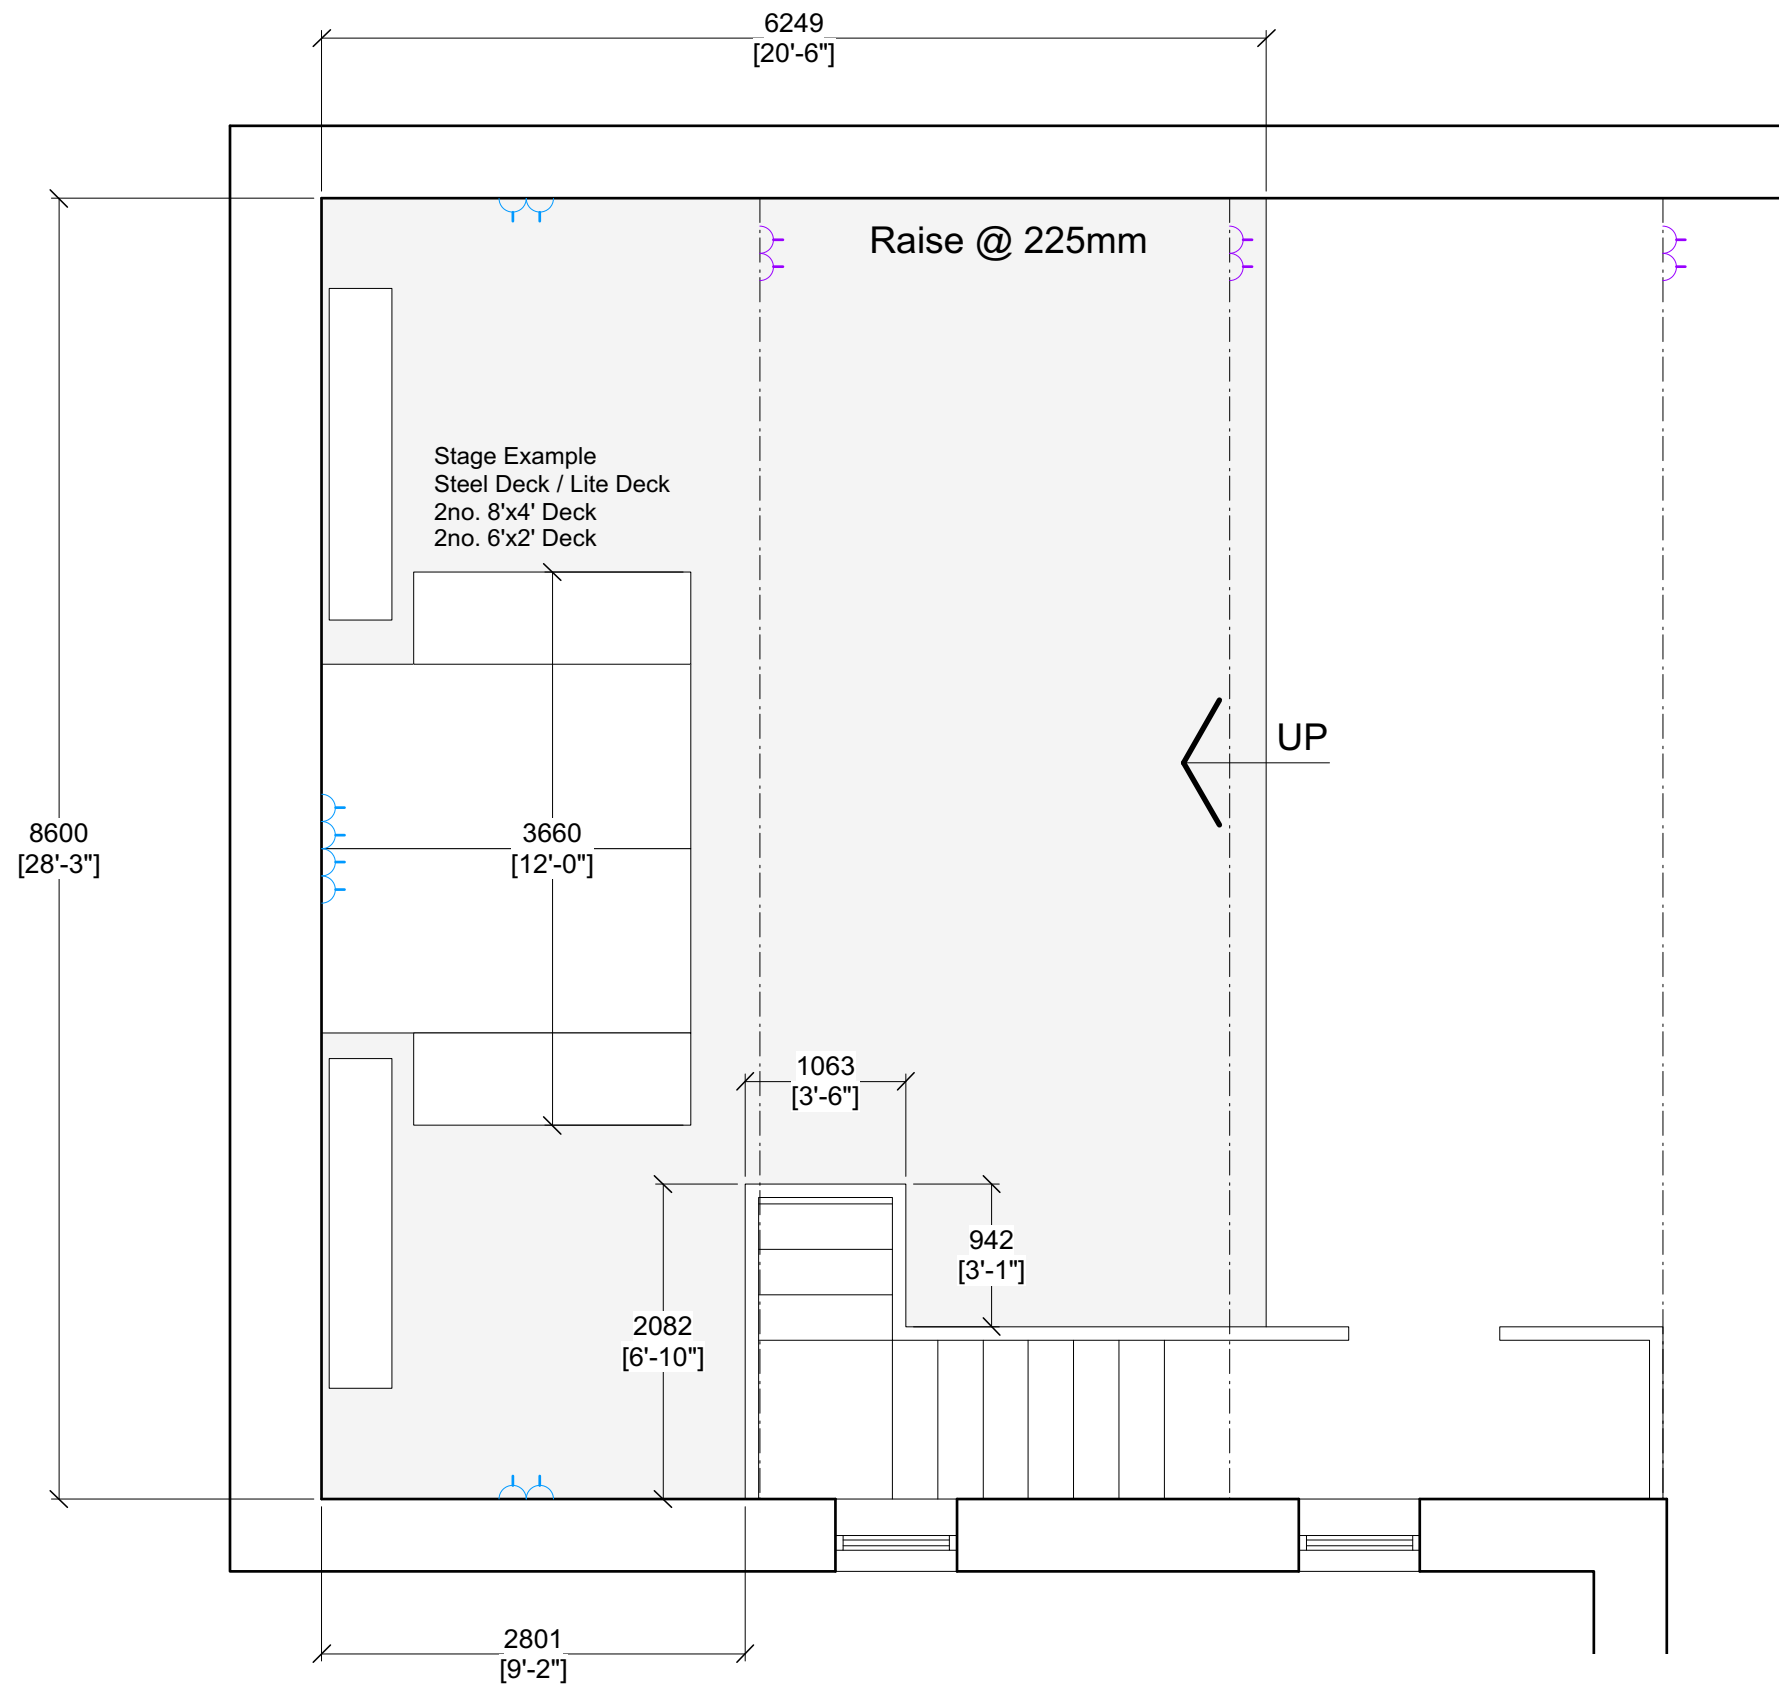 6249
[20'-6"]
Raise @ 225mm
Stage Example
Steel Deck / Lite Deck
2no. 8'x4' Deck
2no. 6'x2' Deck
UP
8600
[28'-3"]
3660
[12'-0"]
1063
[3'-6"]
942
[3'-1"]
2082
[6'-10"]
2801
[9'-2"]